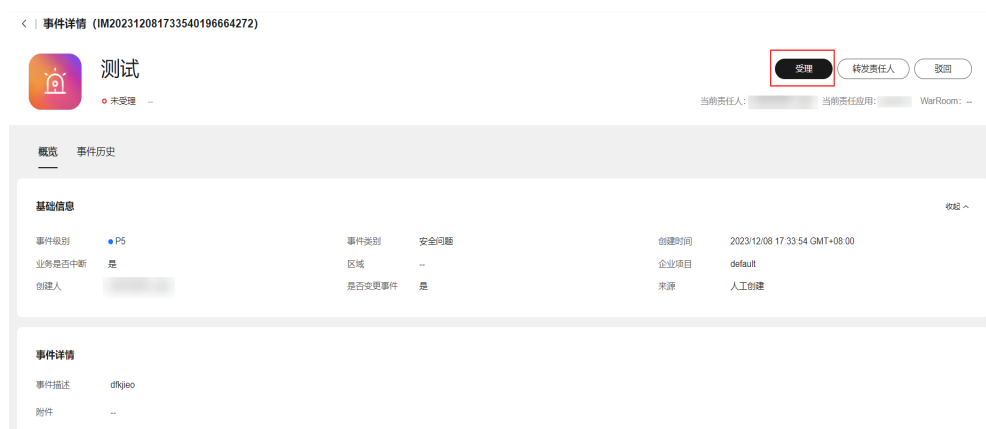 事件详情（IM202312081733540196664272）
测试
受理 转发责任人 驳回
未受理 --
当前责任人： 当前责任应用： WarRoom： --
概览 事件历史
基础信息 收起
事件级别 P5 事件类别 安全问题 创建时间 2023/12/08 17:33:54 GMT+08:00
业务是否中断 是 区域 -- 企业项目 default
创建人 是否变更事件 是 来源 人工创建
事件详情
事件描述 dfkjieo
附件 --